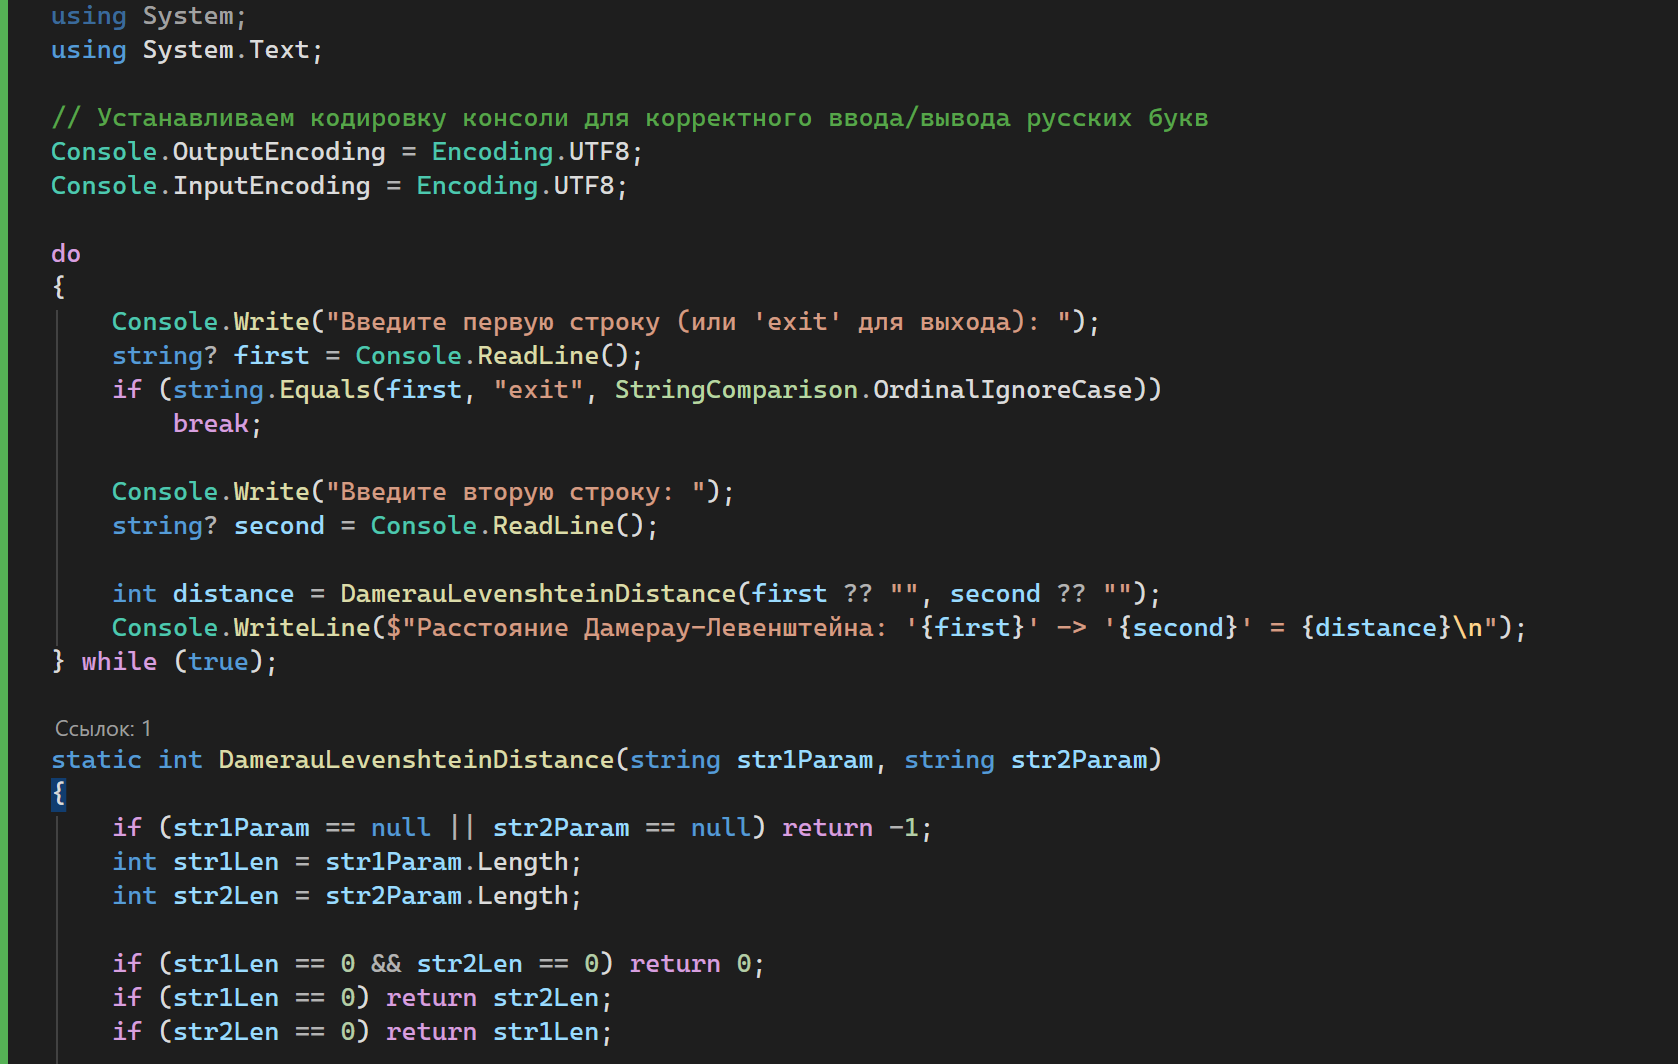 using System;
using System.Text;

// Устанавливаем кодировку консоли для корректного ввода/вывода русских букв
Console.OutputEncoding = Encoding.UTF8;
Console.InputEncoding = Encoding.UTF8;

do
{
    Console.Write("Введите первую строку (или 'exit' для выхода): ");
    string? first = Console.ReadLine();
    if (string.Equals(first, "exit", StringComparison.OrdinalIgnoreCase))
        break;

    Console.Write("Введите вторую строку: ");
    string? second = Console.ReadLine();

    int distance = DamerauLevenshteinDistance(first ?? "", second ?? "");
    Console.WriteLine($"Расстояние Дамерау-Левенштейна: '{first}' -> '{second}' = {distance}\n");
} while (true);

Ссылок: 1
static int DamerauLevenshteinDistance(string str1Param, string str2Param)
{
    if (str1Param == null || str2Param == null) return -1;
    int str1Len = str1Param.Length;
    int str2Len = str2Param.Length;

    if (str1Len == 0 && str2Len == 0) return 0;
    if (str1Len == 0) return str2Len;
    if (str2Len == 0) return str1Len;